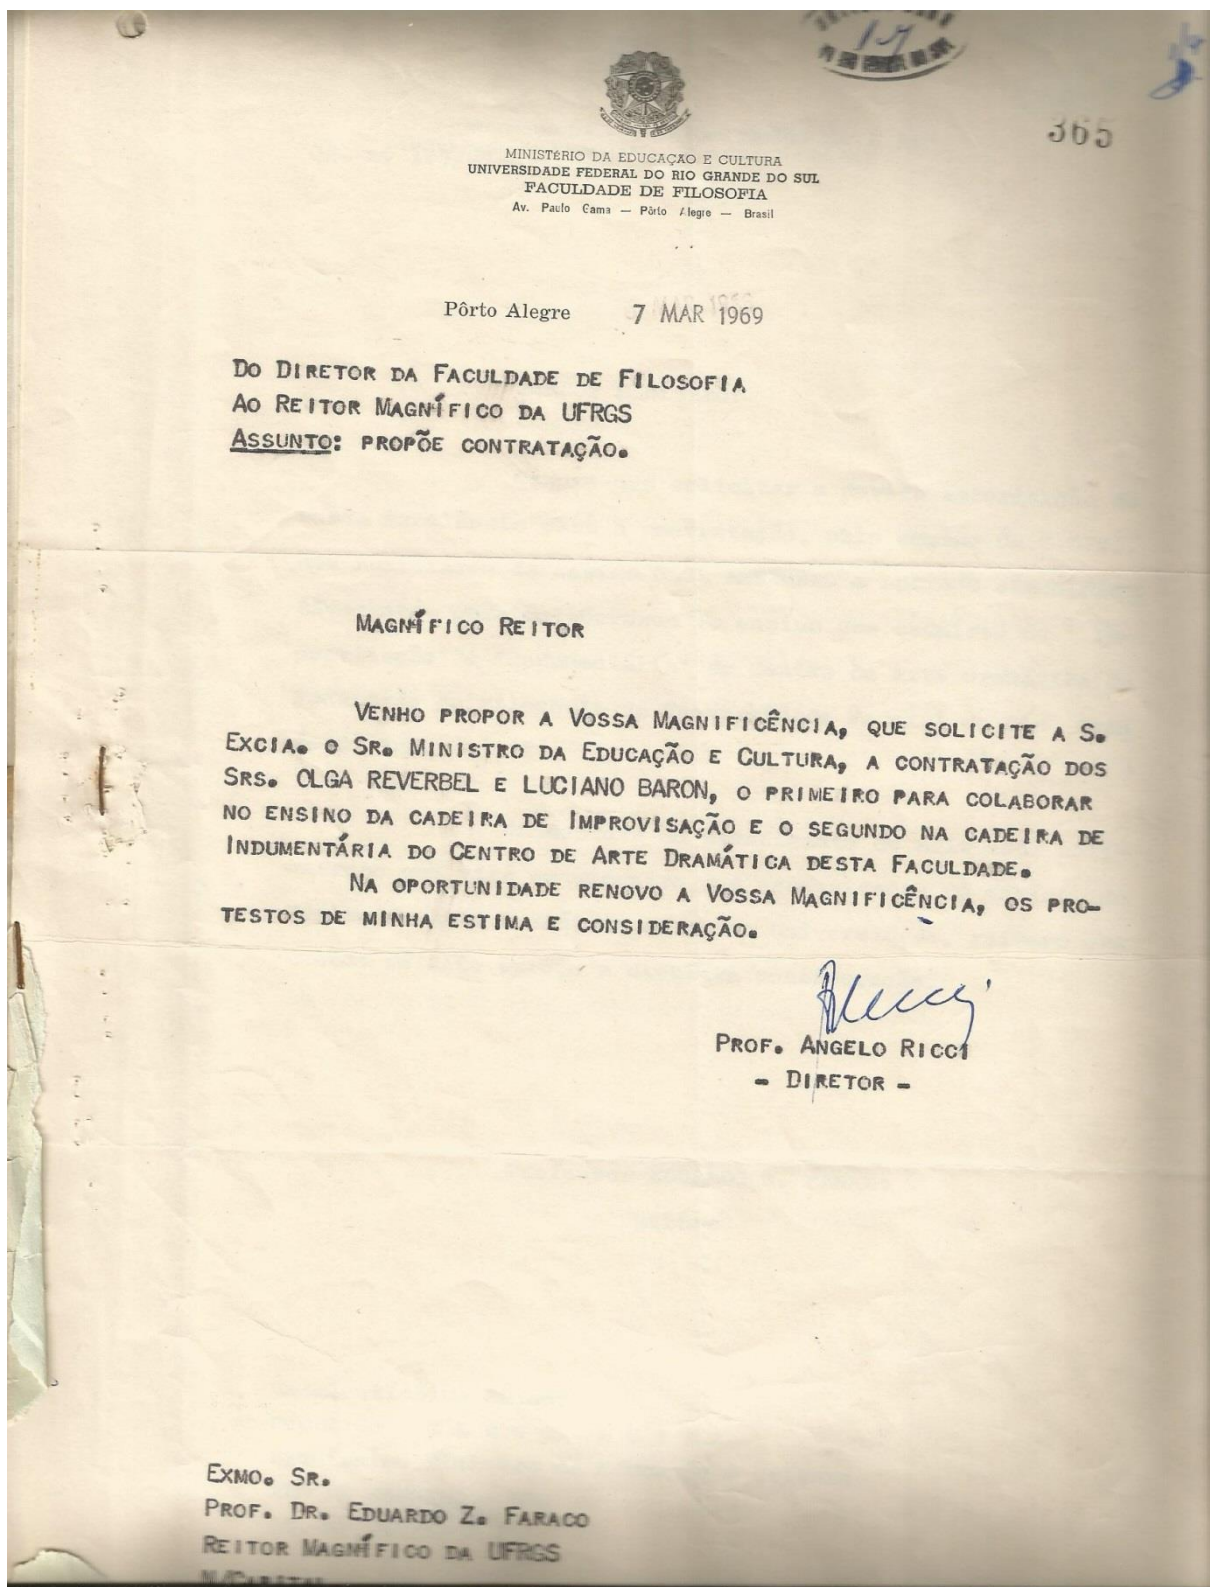 17
365
MINISTÉRIO DA EDUCAÇÃO E CULTURA
UNIVERSIDADE FEDERAL DO RIO GRANDE DO SUL
FACULDADE DE FILOSOFIA
Av. Paulo Gama — Pôrto Alegre — Brasil
Pôrto Alegre 7 MAR 1969
DO DIRETOR DA FACULDADE DE FILOSOFIA
AO REITOR MAGNÍFICO DA UFRGS
ASSUNTO: PROPÕE CONTRATAÇÃO.
MAGNÍFICO REITOR
VENHO PROPOR A VOSSA MAGNIFICÊNCIA, QUE SOLICITE A S.
EXCIA. O SR. MINISTRO DA EDUCAÇÃO E CULTURA, A CONTRATAÇÃO DOS
SRS. OLGA REVERBEL E LUCIANO BARON, O PRIMEIRO PARA COLABORAR
NO ENSINO DA CADEIRA DE IMPROVISAÇÃO E O SEGUNDO NA CADEIRA DE
INDUMENTÁRIA DO CENTRO DE ARTE DRAMÁTICA DESTA FACULDADE.
NA OPORTUNIDADE RENOVO A VOSSA MAGNIFICÊNCIA, OS PRO-
TESTOS DE MINHA ESTIMA E CONSIDERAÇÃO.
PROF. ANGELO RICCI
- DIRETOR -
EXMO. SR.
PROF. DR. EDUARDO Z. FARACO
REITOR MAGNÍFICO DA UFRGS